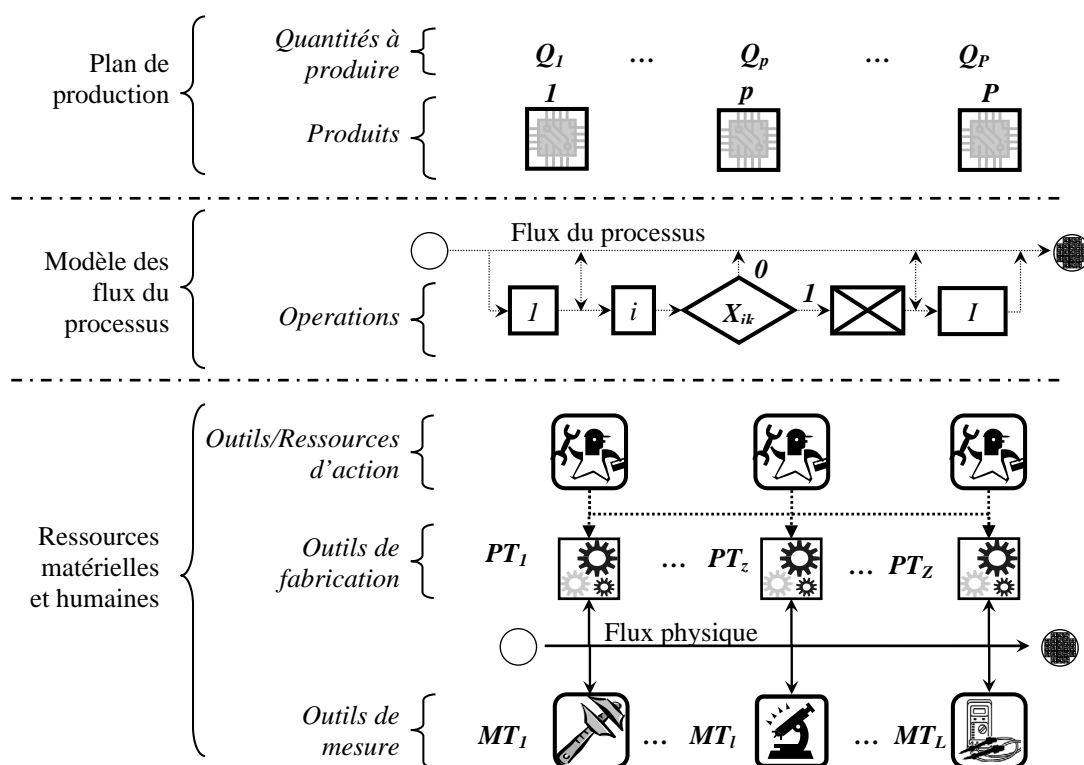 Plan de
production
Quantités à
produire
Q1 … Qp … QP
1 p P
Produits
Modèle des
flux du
processus
Flux du processus
0
Operations
1 i Xik 1 I
Ressources
matérielles
et humaines
Outils/Ressources
d'action
Outils de
fabrication
PT1 … PTz … PTZ
Flux physique
Outils de
mesure
MT1 … MTl … MTL